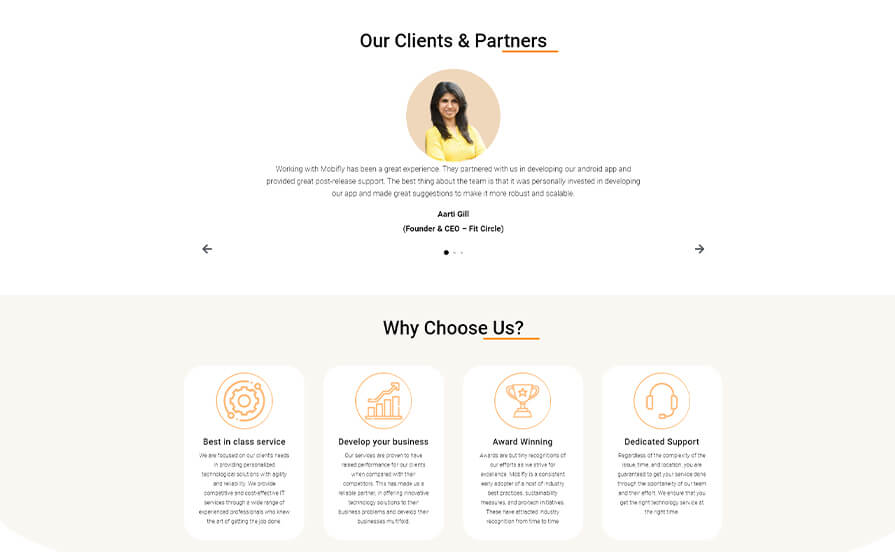 Our Clients & Partners
Working with Mobifly has been a great experience. They partnered with us in developing our android app and
provided great post-release support. The best thing about the team is that it was personally invested in developing
our app and made great suggestions to make it more robust and scalable.
Aarti Gill
(Founder & CEO – Fit Circle)
Why Choose Us?
Best in class service
We are focused on our clients needs
in providing personalized
technological solutions with agility
and reliability. We provide
competitive and cost-effective IT
services through a wide range of
experienced professionals who knew
the art of getting the job done.
Develop your business
Our services are proven to have
raised performance for our clients
when compared with their
competitors. This has made us a
reliable partner, in offering innovative
technology solutions to their
business problems and develop their
businesses multifold.
Award Winning
Awards are but tiny recognitions of
our efforts as we strive for
excellence. Mobifly is a consistent
early adopter of a host of industry
best practices, sustainability
measures, and protech initiatives.
These have attracted industry
recognition from time to time.
Dedicated Support
Regardless of the complexity of the
issue, time, and location, you are
guaranteed to get your service done
through the spontaneity of our team
and their effort. We ensure that you
get the right technology service at
the right time.